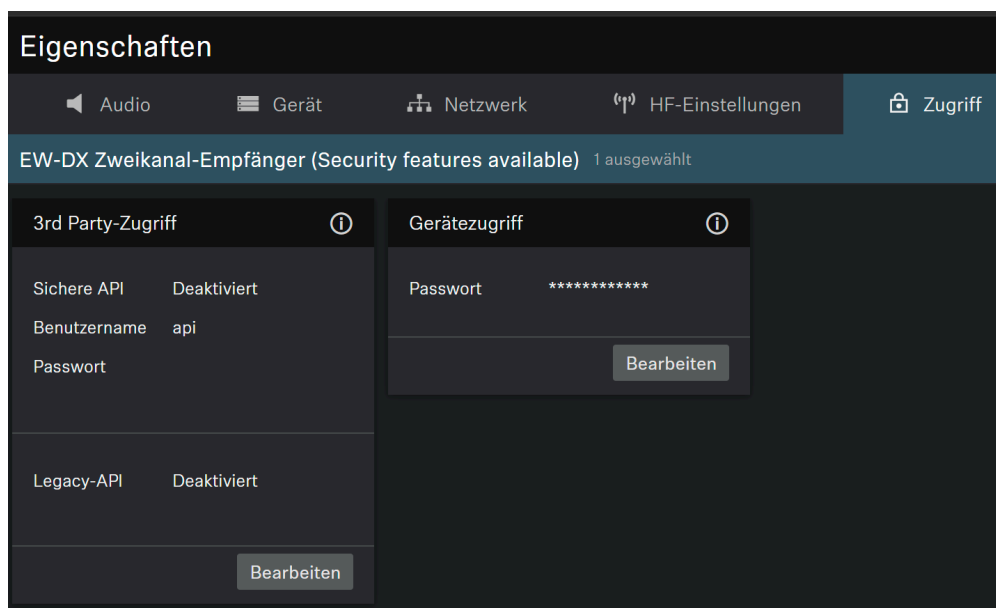 Eigenschaften
Audio Gerät Netzwerk HF-Einstellungen Zugriff
EW-DX Zweikanal-Empfänger (Security features available) 1 ausgewählt
3rd Party-Zugriff
Sichere API Deaktiviert
Benutzername api
Passwort
Legacy-API Deaktiviert
Bearbeiten
Gerätezugriff
Passwort ************
Bearbeiten